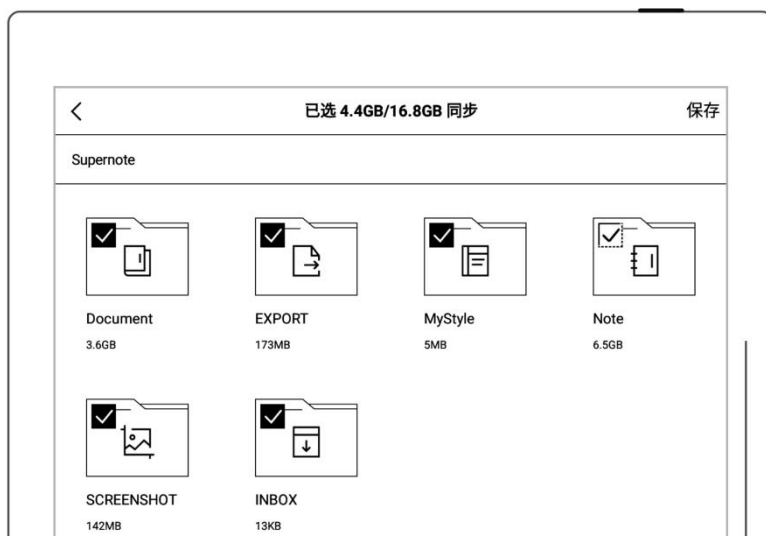 已选 4.4GB/16.8GB 同步
保存
Supernote
Document
3.6GB
EXPORT
173MB
MyStyle
5MB
Note
6.5GB
SCREENSHOT
142MB
INBOX
13KB